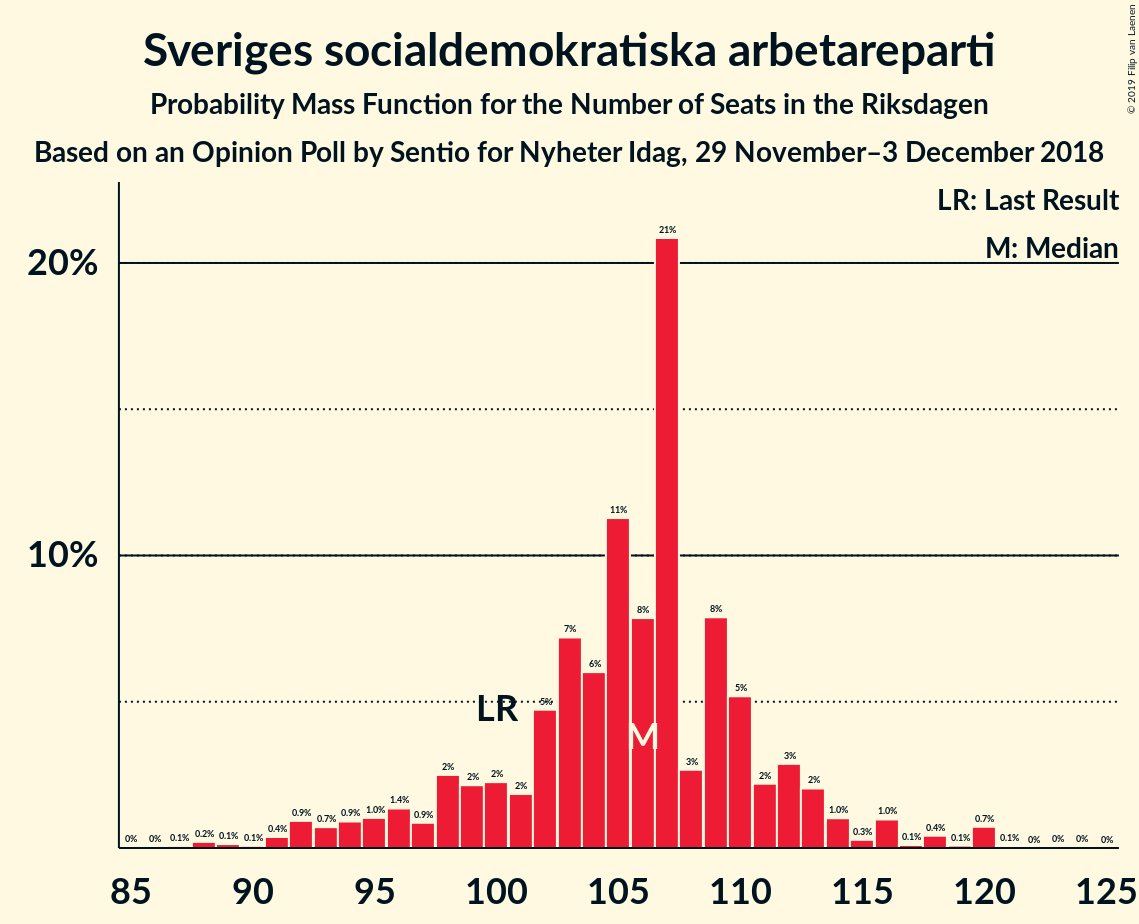 Sveriges socialdemokratiska arbetareparti
Probability Mass Function for the Number of Seats in the Riksdagen
Based on an Opinion Poll by Sentio for Nyheter Idag, 29 November–3 December 2018
© 2019 Filip van Laenen
LR: Last Result
M: Median
20%
10%
0% 0% 0.1% 0.2% 0.1% 0.1% 0.4% 0.9% 0.7% 0.9% 1.0% 1.4% 0.9% 2% 2% 2% 2% 5% 7% 6% 11% 8% 21% 3% 8% 5% 2% 3% 2% 1.0% 0.3% 1.0% 0.1% 0.4% 0.1% 0.7% 0.1% 0% 0% 0% 0%
LR
M
85 90 95 100 105 110 115 120 125